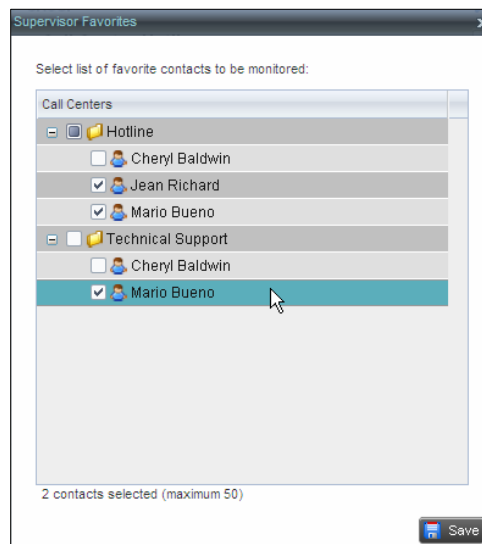 Supervisor Favorites
Select list of favorite contacts to be monitored:
Call Centers
Hotline
Cheryl Baldwin
Jean Richard
Mario Bueno
Technical Support
Cheryl Baldwin
Mario Bueno
2 contacts selected (maximum 50)
Save